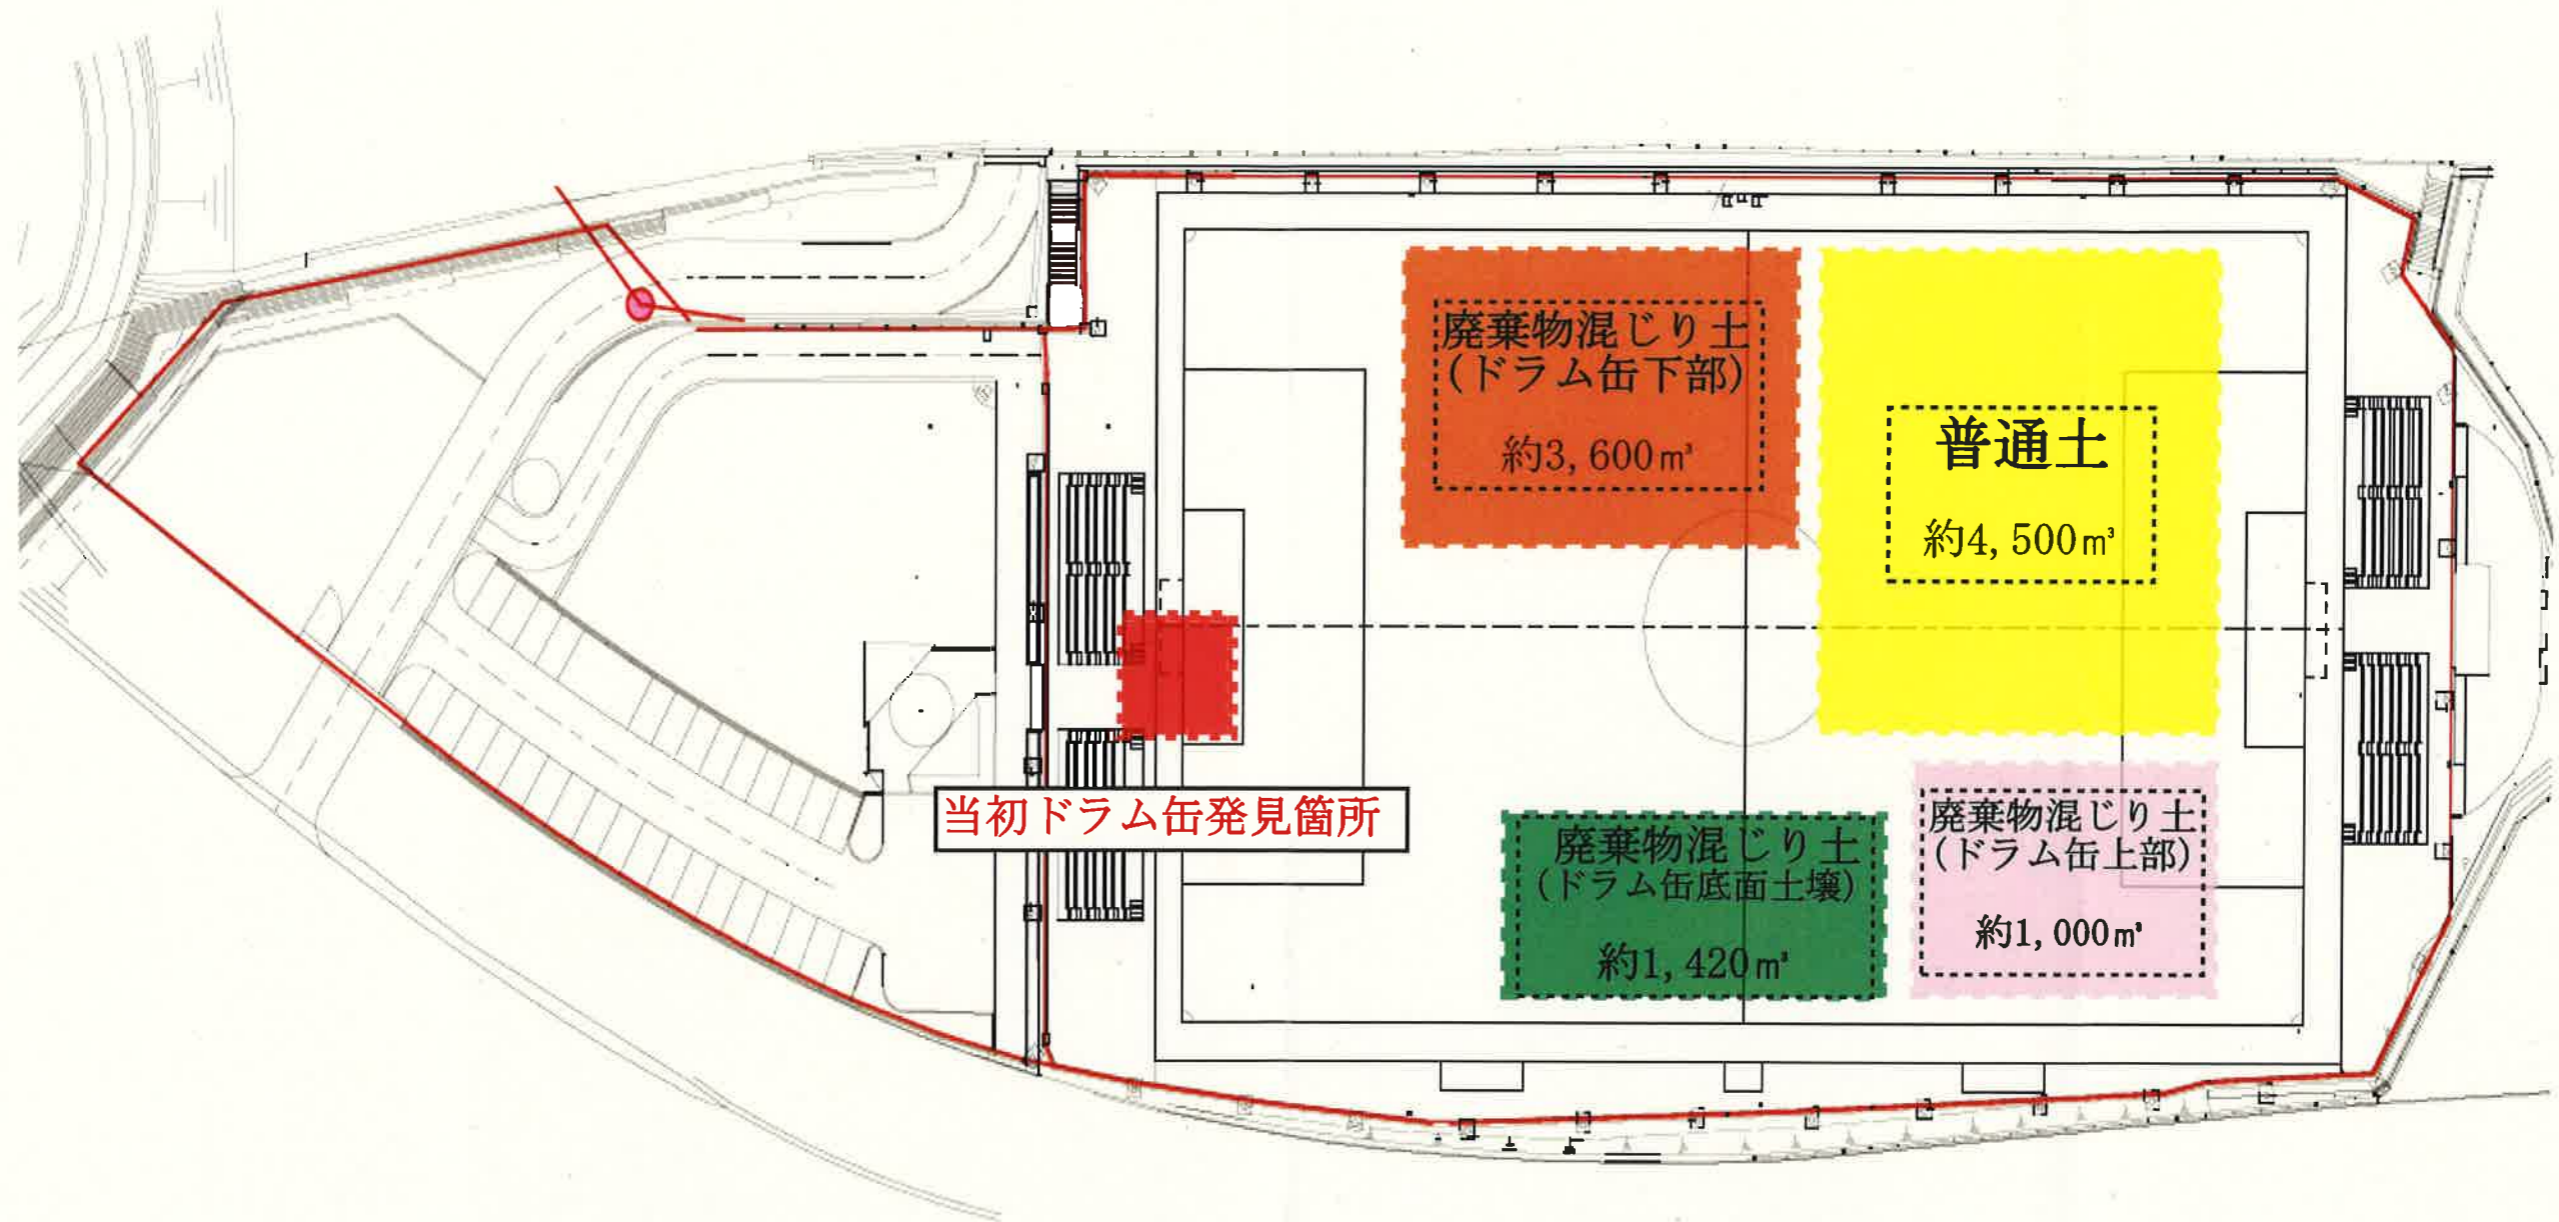 廃棄物混じり土
(ドラム缶下部)
約3,600㎥
普通土
約4,500㎥
当初ドラム缶発見箇所
廃棄物混じり土
(ドラム缶底面土壌)
約1,420㎥
廃棄物混じり土
(ドラム缶上部)
約1,000㎥